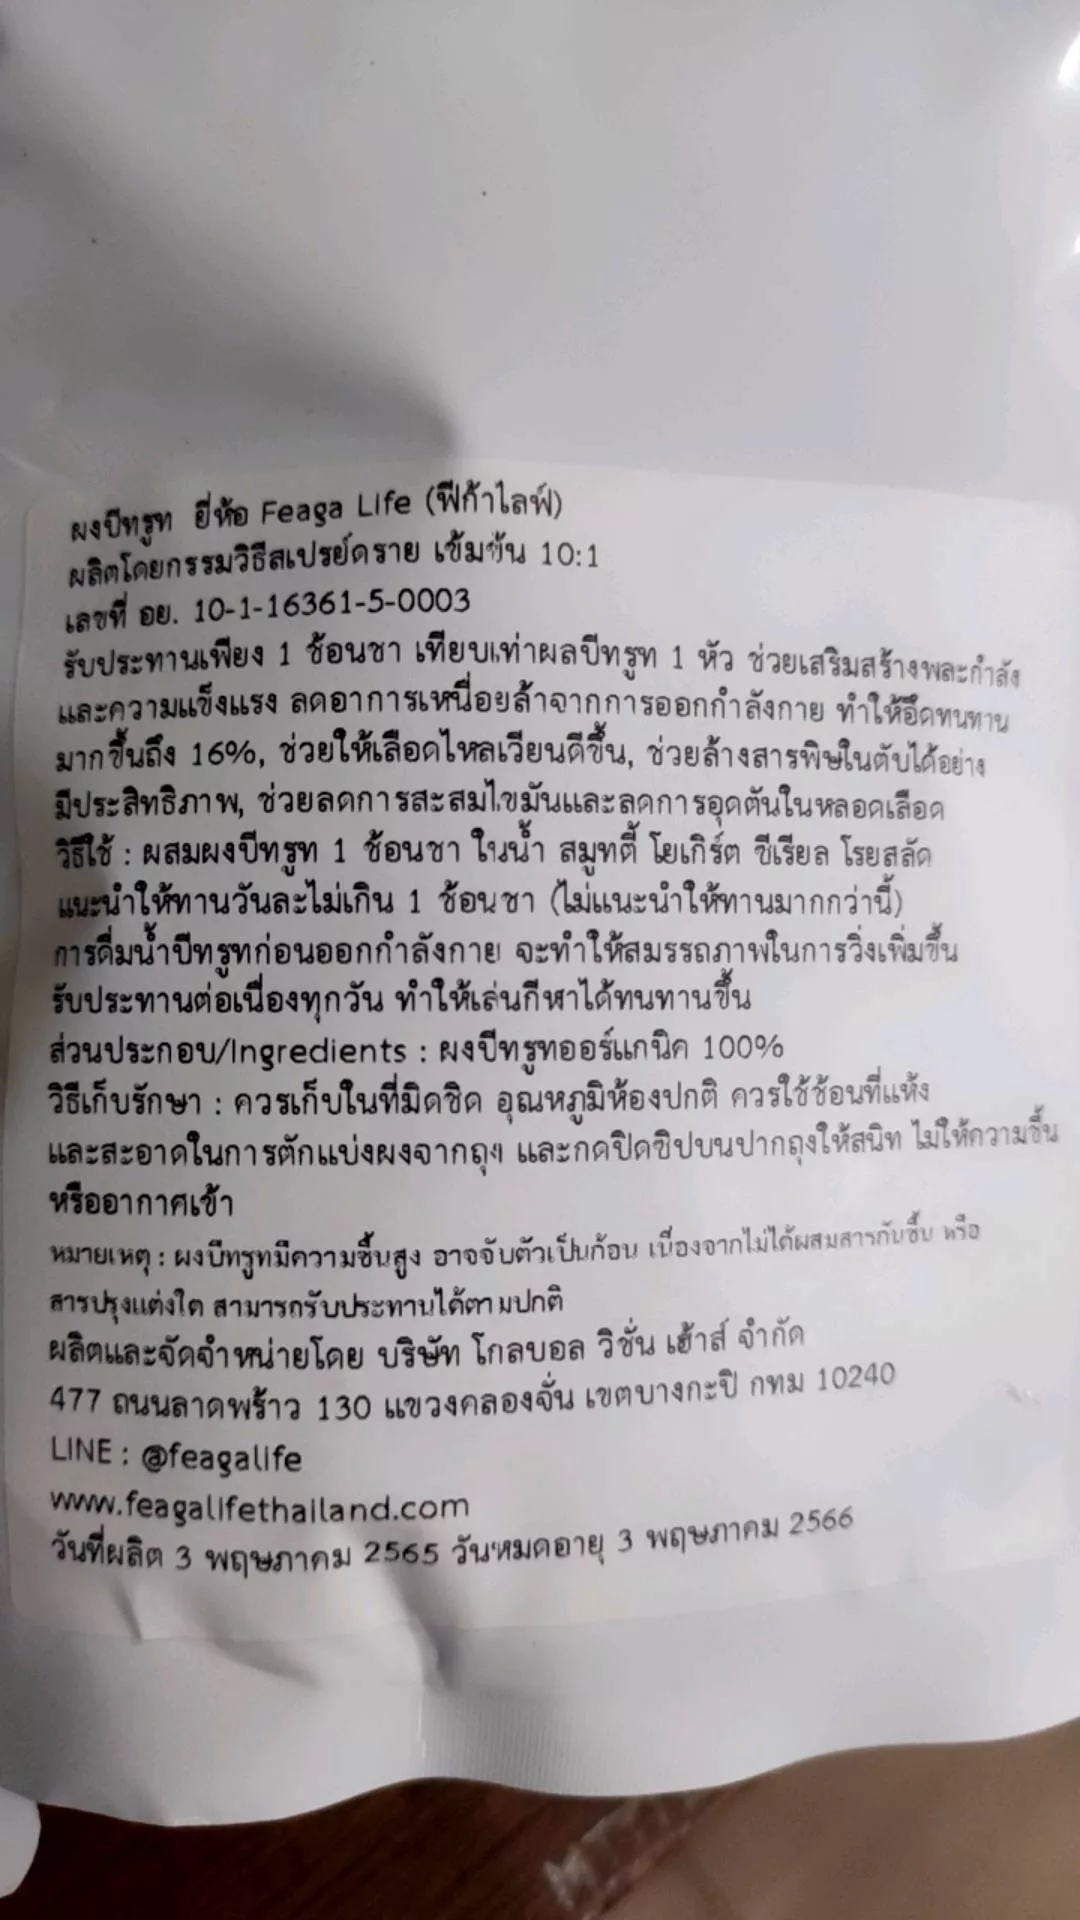 ผงบีทรูท ยี่ห้อ Feaga Life (ฟีก้าไลฟ์)
ผลิตโดยกรรมวิธีสเปรย์ดราย เข้มข้น 10:1
เลขที่ อย. 10-1-16361-5-0003
รับประทานเพียง 1 ช้อนชา เทียบเท่าผลบีทรูท 1 หัว ช่วยเสริมสร้างพละกำลัง
และความแข็งแรง ลดอาการเหนื่อยล้าจากการออกกำลังกาย ทำให้อึดทนทาน
มากขึ้นถึง 16%, ช่วยให้เลือดไหลเวียนดีขึ้น, ช่วยล้างสารพิษในตับได้อย่าง
มีประสิทธิภาพ, ช่วยลดการสะสมไขมันและลดการอุดตันในหลอดเลือด
วิธีใช้ : ผสมผงบีทรูท 1 ช้อนชา ในน้ำ สมูทตี้ โยเกิร์ต ซีเรียล โรยสลัด
แนะนำให้ทานวันละไม่เกิน 1 ช้อนชา (ไม่แนะนำให้ทานมากกว่านี้)
การดื่มน้ำบีทรูทก่อนออกกำลังกาย จะทำให้สมรรถภาพในการวิ่งเพิ่มขึ้น
รับประทานต่อเนื่องทุกวัน ทำให้เล่นกีฬาได้ทนทานขึ้น
ส่วนประกอบ/Ingredients : ผงบีทรูทออร์แกนิค 100%
วิธีเก็บรักษา : ควรเก็บในที่มิดชิด อุณหภูมิห้องปกติ ควรใช้ช้อนที่แห้ง
และสะอาดในการตักแบ่งผงจากถุง และกดปิดซิปบนปากถุงให้สนิท ไม่ให้ความชื้น
หรืออากาศเข้า
หมายเหตุ : ผงบีทรูทมีความชื้นสูง อาจจับตัวเป็นก้อน เนื่องจากไม่ได้ผสมสารกันชื้น หรือ
สารปรุงแต่งใด สามารถรับประทานได้ตามปกติ
ผลิตและจัดจำหน่ายโดย บริษัท โกลบอล วิชั่น เฮ้าส์ จำกัด
477 ถนนลาดพร้าว 130 แขวงคลองจั่น เขตบางกะปิ กทม 10240
LINE : @feagalife
www.feagalifethailand.com
วันที่ผลิต 3 พฤษภาคม 2565 วันหมดอายุ 3 พฤษภาคม 2566